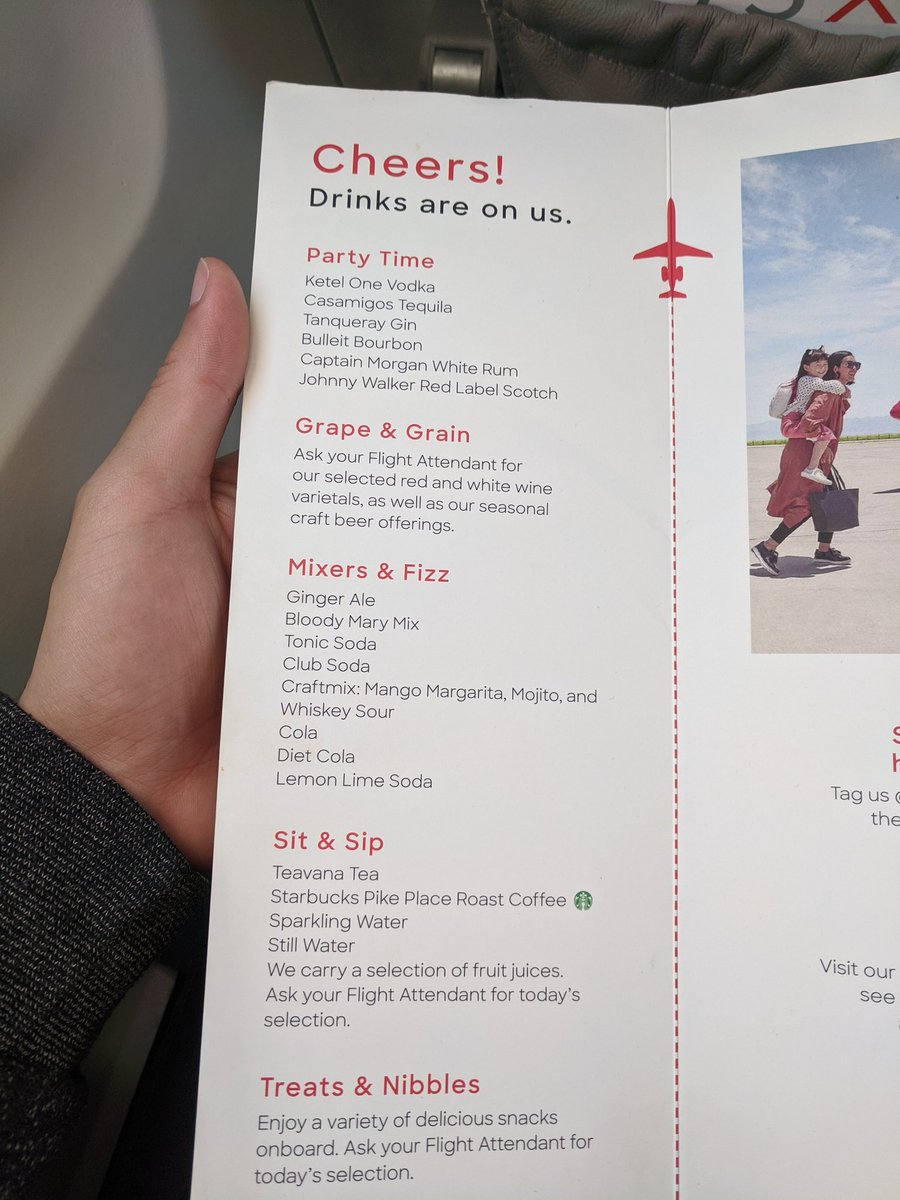 Cheers!
Drinks are on us.
Party Time
Ketel One Vodka
Casamigos Tequila
Tanqueray Gin
Bulleit Bourbon
Captain Morgan White Rum
Johnny Walker Red Label Scotch
Grape & Grain
Ask your Flight Attendant for
our selected red and white wine
varietals, as well as our seasonal
craft beer offerings.
Mixers & Fizz
Ginger Ale
Bloody Mary Mix
Tonic Soda
Club Soda
Craftmix: Mango Margarita, Mojito, and
Whiskey Sour
Cola
Diet Cola
Lemon Lime Soda
Sit & Sip
Teavana Tea
Starbucks Pike Place Roast Coffee
Sparkling Water
Still Water
We carry a selection of fruit juices.
Ask your Flight Attendant for today's
selection.
Treats & Nibbles
Enjoy a variety of delicious snacks
onboard. Ask your Flight Attendant for
today's selection.
Tag us @
the
Visit our
see